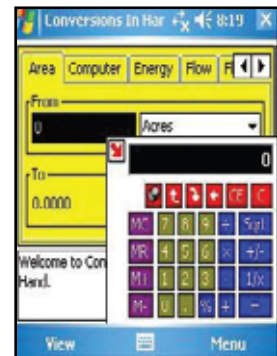 Conversions In Har 8:19
Area Computer Energy Flow F
From
0 Acres
0
To
0.0000
CE C
MC 7 8 9 ÷ Sqrt
MR 4 5 6 × +/-
M+ 1 2 3 - 1/x
M- 0 . % + =
Welcome to Con
Hand.
View Menu